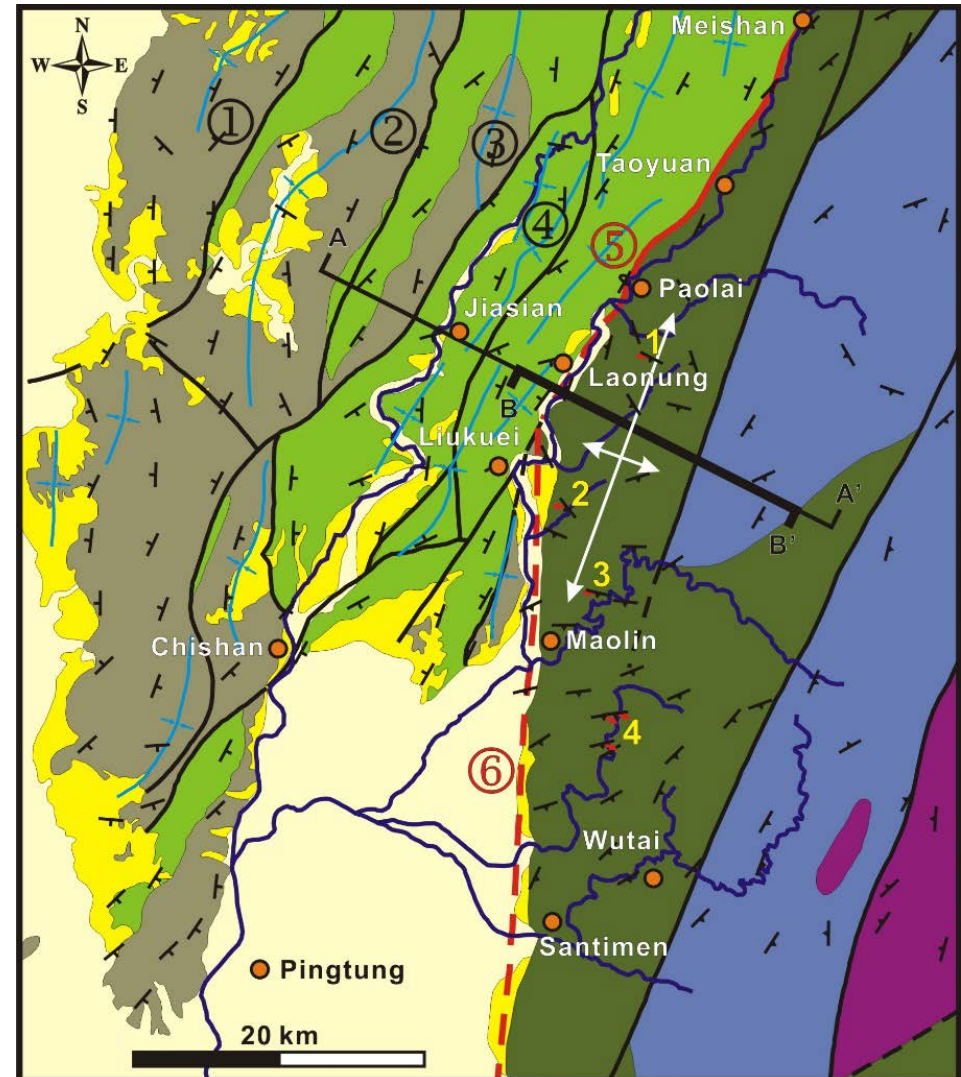 Meishan
N
W E
S
①
②
③
Taoyuan
④
⑤
A
Paolai
Jiasian
1
Laonung
B
Liukuei
2
A'
B'
3
Chishan
Maolin
4
⑥
Wutai
Santimen
Pingtung
20 km